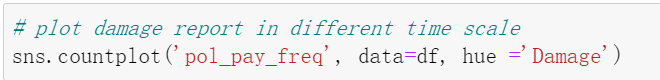 # plot damage report in different time scale
sns.countplot('pol_pay_freq', data=df, hue ='Damage')